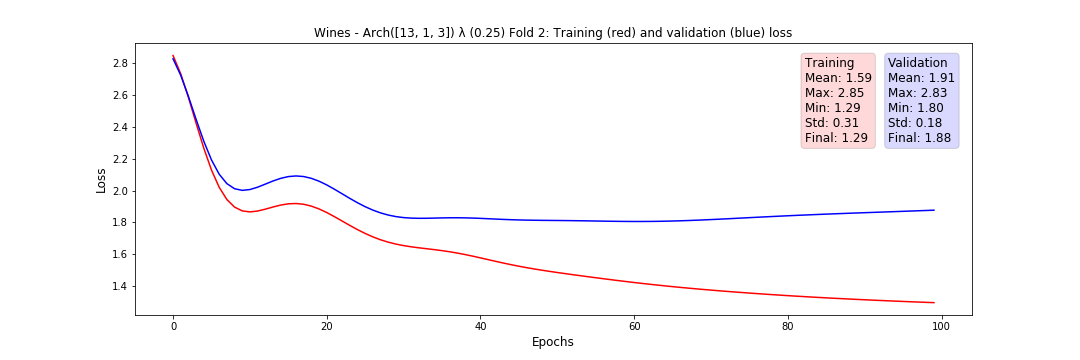 Wines - Arch([13, 1, 3]) λ (0.25) Fold 2: Training (red) and validation (blue) loss
Training
Mean: 1.59
Max: 2.85
Min: 1.29
Std: 0.31
Final: 1.29
Validation
Mean: 1.91
Max: 2.83
Min: 1.80
Std: 0.18
Final: 1.88
Loss
2.8
2.6
2.4
2.2
2.0
1.8
1.6
1.4
0
20
40
60
80
100
Epochs